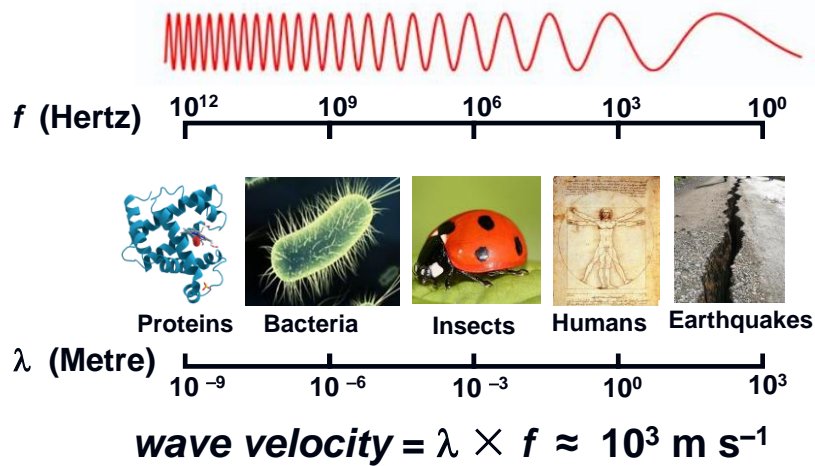 f (Hertz) 10¹² 10⁹ 10⁶ 10³ 10⁰
Proteins Bacteria Insects Humans Earthquakes
λ (Metre) 10⁻⁹ 10⁻⁶ 10⁻³ 10⁰ 10³
wave velocity = λ × f ≈ 10³ m s⁻¹